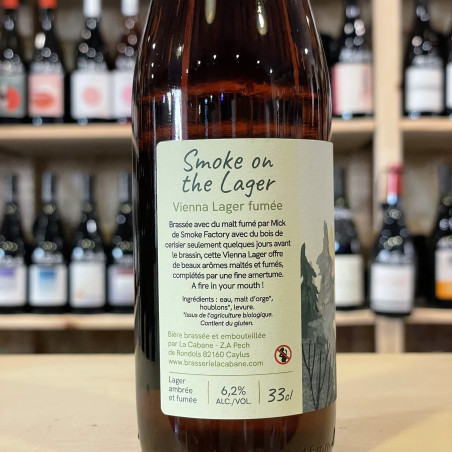 Smoke on
the Lager
Vienna Lager fumée
Brassée avec du malt fumé par Mick
de Smoke Factory avec du bois de
cerisier seulement quelques jours avant
le brassin, cette Vienna Lager offre
de beaux arômes maltés et fumés,
complétés par une fine amertume.
A fire in your mouth !
Ingrédients : eau, malt d'orge*,
houblons*, levure.
*issus de l'agriculture biologique.
Contient du gluten.
Bière brassée et embouteillée
par La Cabane - Z.A Pech
de Rondols 82160 Caylus
www.brasserielacabane.com
Lager
ambrée
et fumée
6,2%
ALC./VOL.
33cl